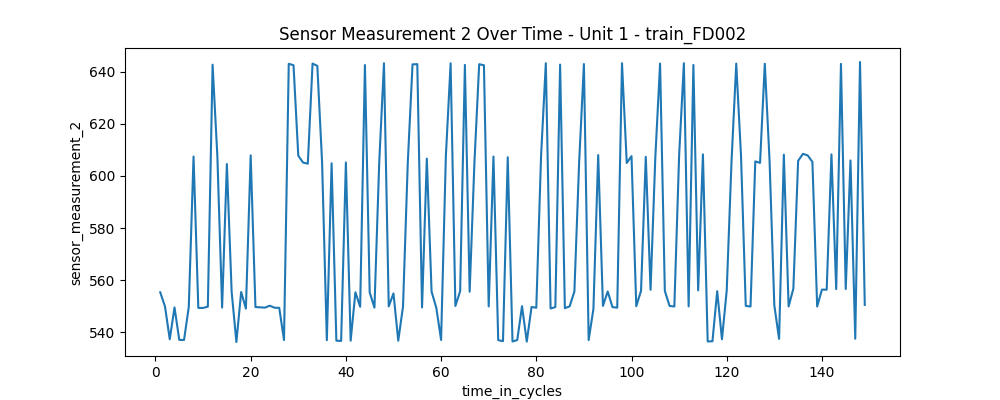 Sensor Measurement 2 Over Time - Unit 1 - train_FD002
sensor_measurement_2
640
620
600
580
560
540
0 20 40 60 80 100 120 140
time_in_cycles